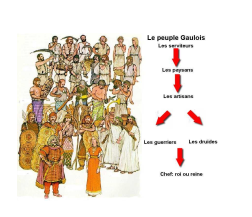 Le peuple Gaulois
Les serviteurs
Les paysans
Les artisans
Les guerriers
Les druides
Chef: roi ou reine